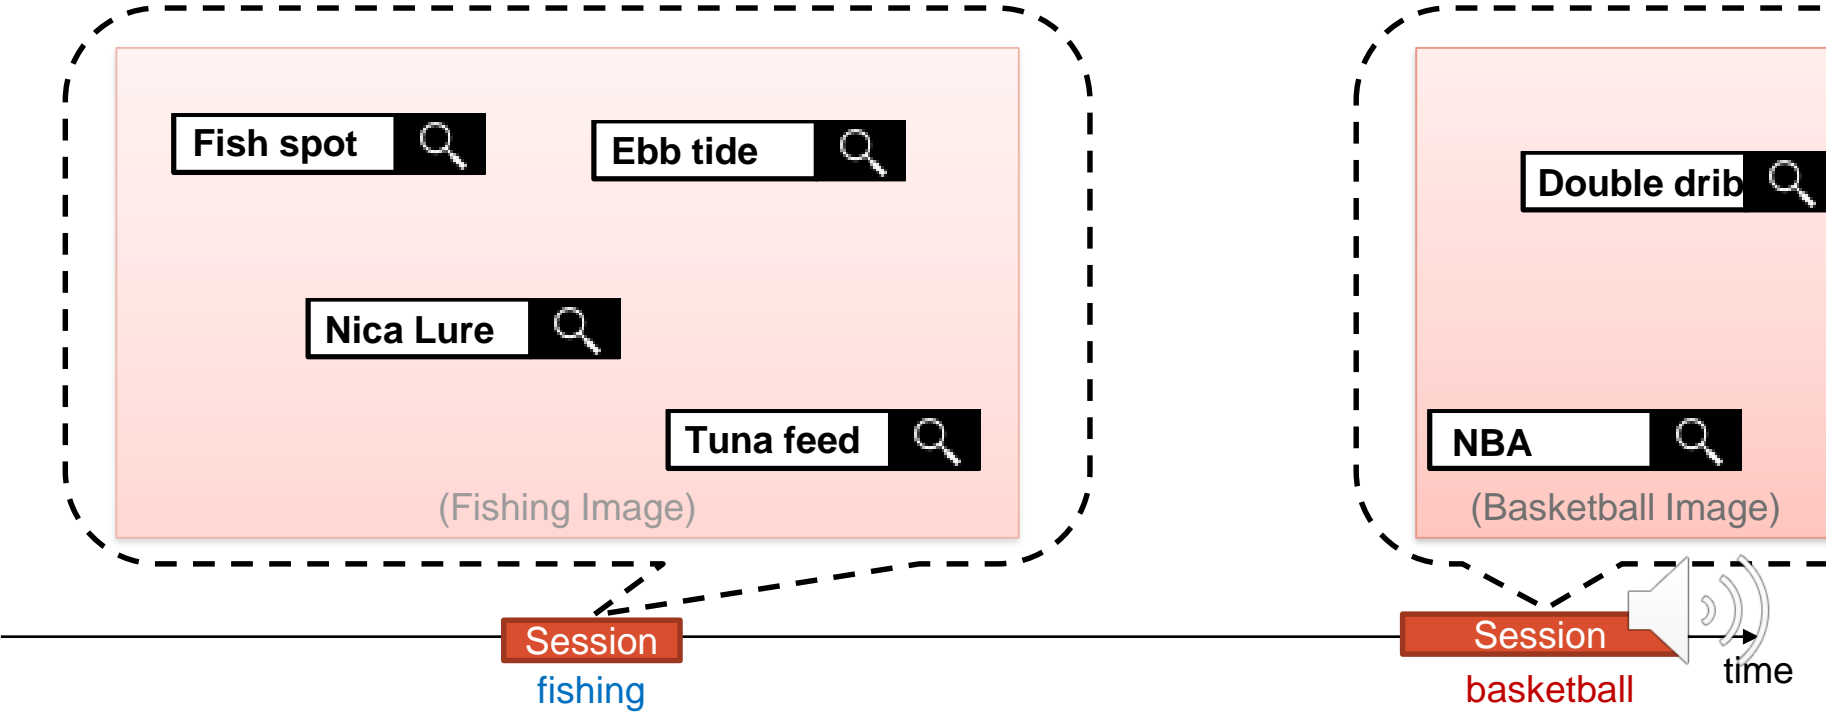 Fish spot
Ebb tide
Nica Lure
Tuna feed
(Fishing Image)
Session
fishing
Double drib
NBA
(Basketball Image)
Session
basketball
time